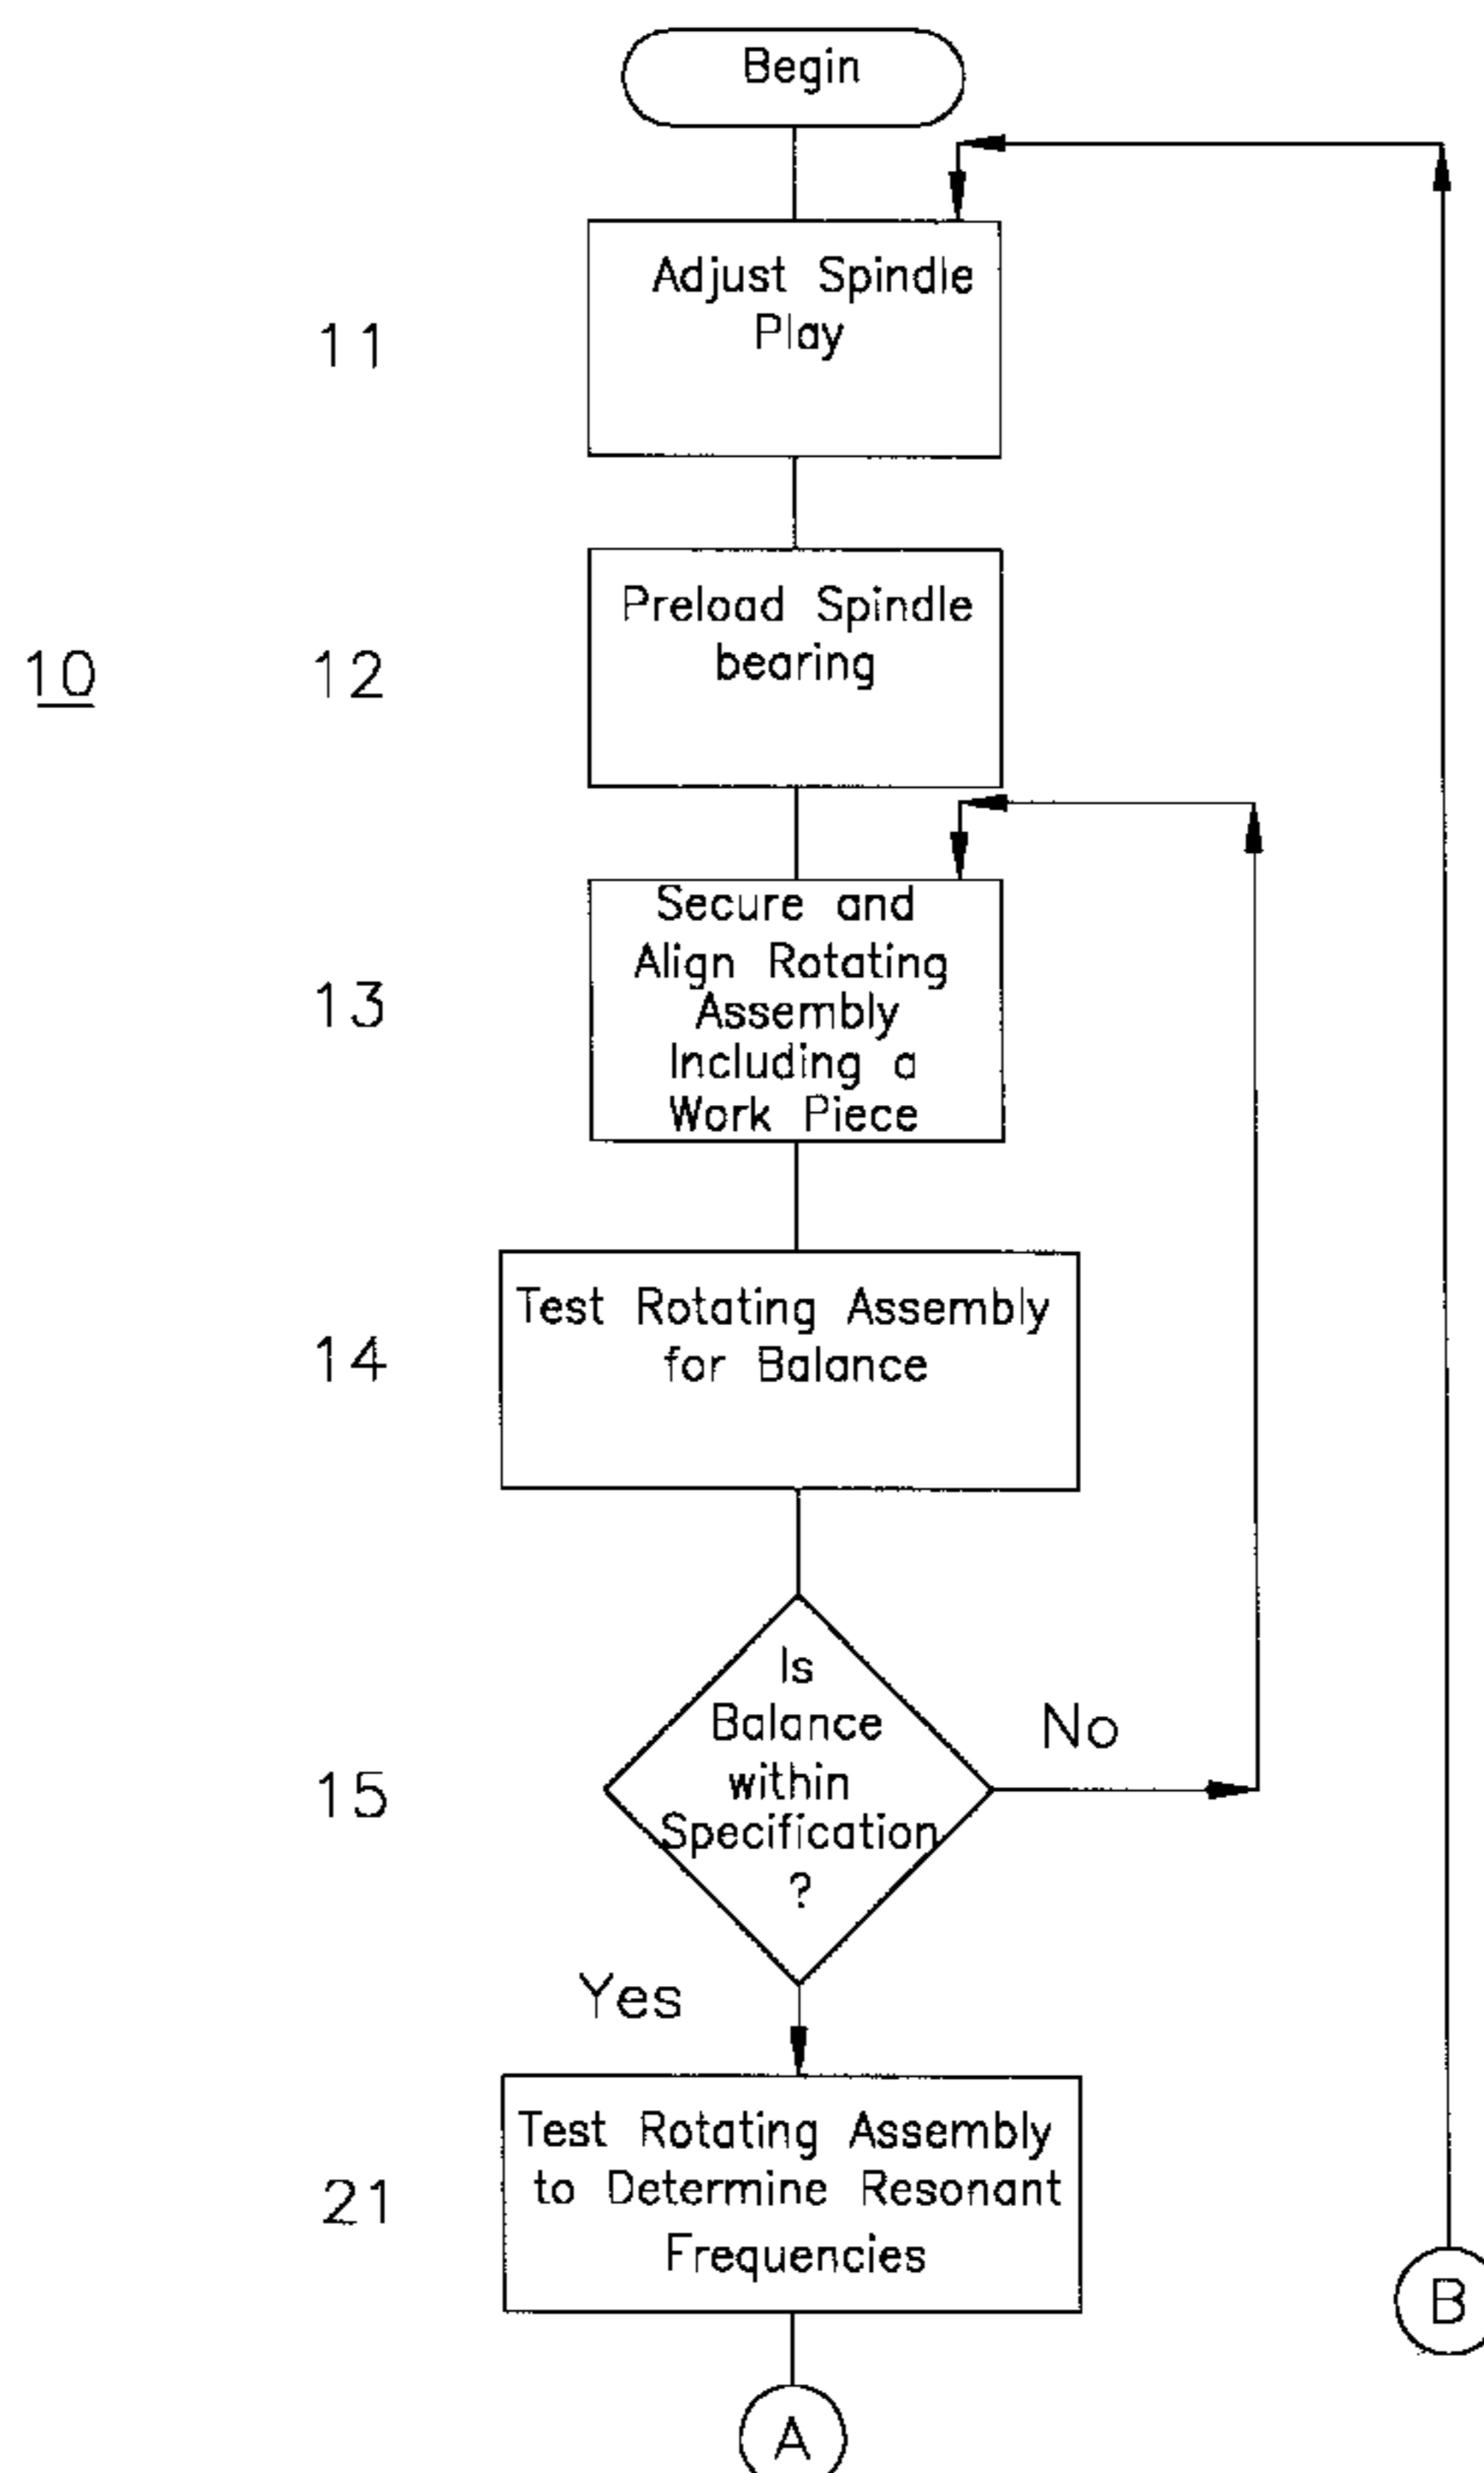 Begin
Adjust Spindle
Play
11
Preload Spindle
bearing
10
12
Secure and
Align Rotating
Assembly
Including a
Work Piece
13
Test Rotating Assembly
for Balance
14
Is
Balance
within
Specification
?
No
15
Yes
Test Rotating Assembly
to Determine Resonant
Frequencies
21
B
A